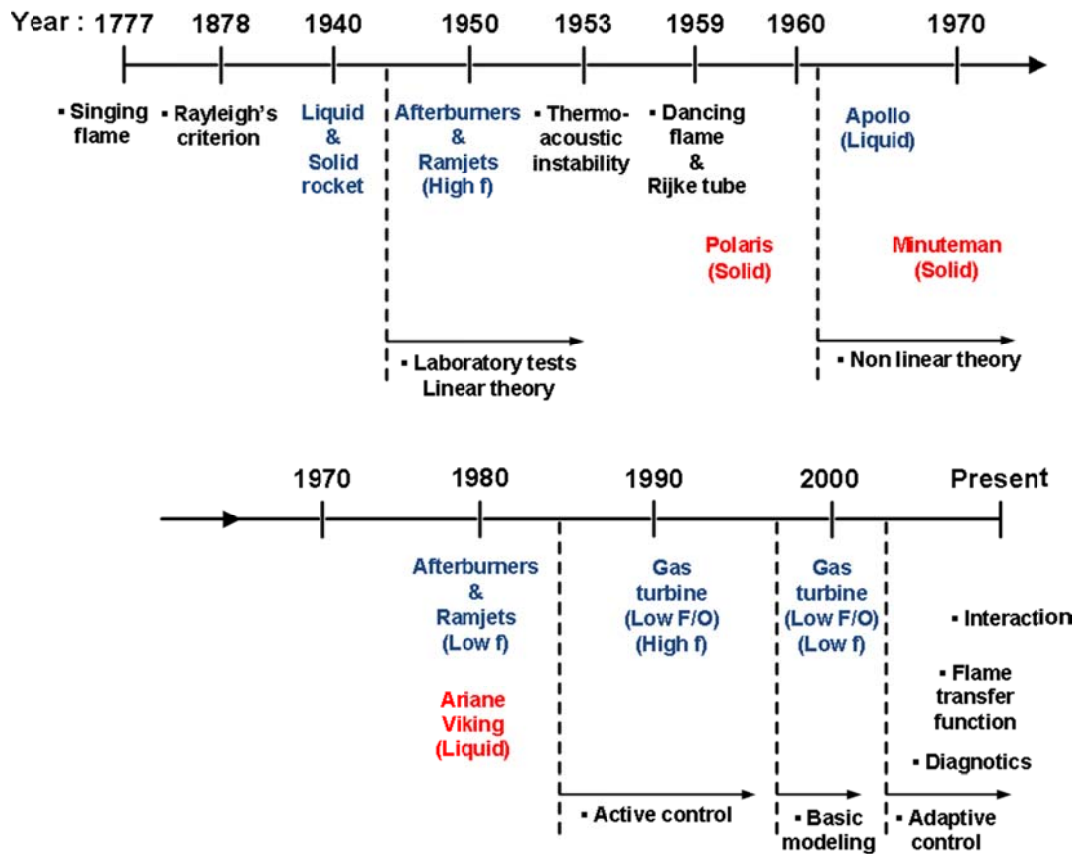 Year : 1777 1878 1940 1950 1953 1959 1960 1970
▪ Singing
flame
▪ Rayleigh's
criterion
Liquid
&
Solid
rocket
Afterburners
&
Ramjets
(High f)
▪ Thermo-
acoustic
instability
▪ Dancing
flame
&
Rijke tube
Apollo
(Liquid)
Polaris
(Solid)
Minuteman
(Solid)
▪ Laboratory tests
Linear theory
▪ Non linear theory
1970 1980 1990 2000 Present
Afterburners
&
Ramjets
(Low f)
Gas
turbine
(Low F/O)
(High f)
Gas
turbine
(Low F/O)
(Low f)
▪ Interaction
▪ Flame
transfer
function
Ariane
Viking
(Liquid)
▪ Diagnotics
▪ Active control
▪ Basic
modeling
▪ Adaptive
control